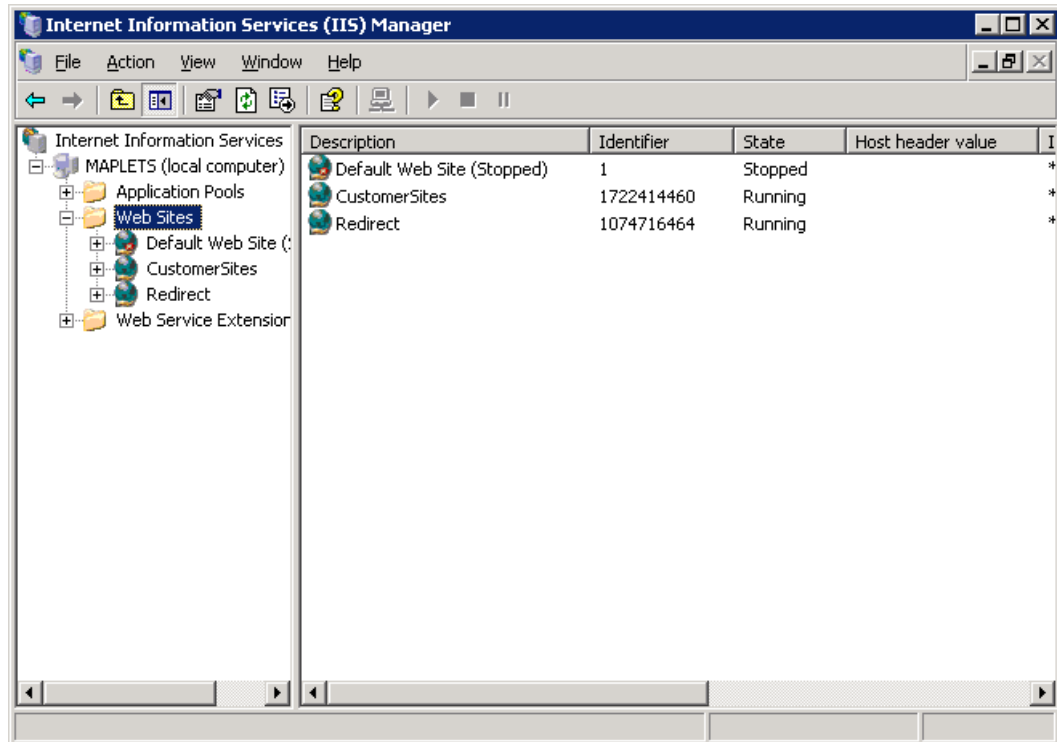 Internet Information Services (IIS) Manager
File Action View Window Help
Internet Information Services
MAPLETS (local computer)
Application Pools
Web Sites
Default Web Site (
CustomerSites
Redirect
Web Service Extension
Description Identifier State Host header value I
Default Web Site (Stopped) 1 Stopped *
CustomerSites 1722414460 Running *
Redirect 1074716464 Running *